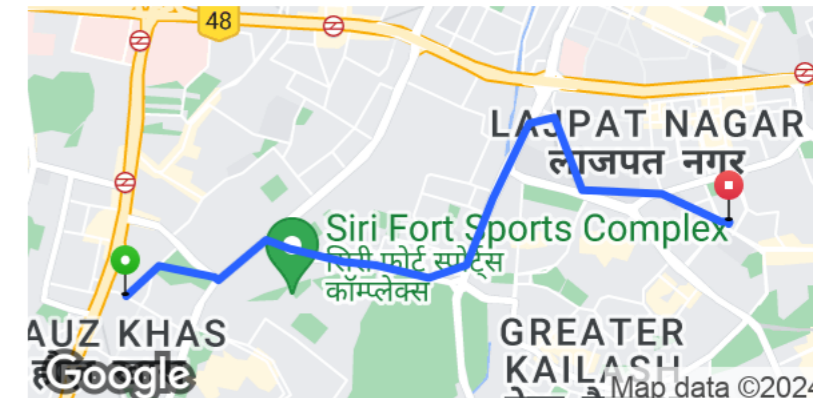 48
LAJPAT NAGAR
लाजपत नगर
Siri Fort Sports Complex
सिरी फोर्ट स्पोर्ट्स
कॉम्प्लेक्स
AUZ KHAS
GREATER
KAILASH
Google
Map data ©2024